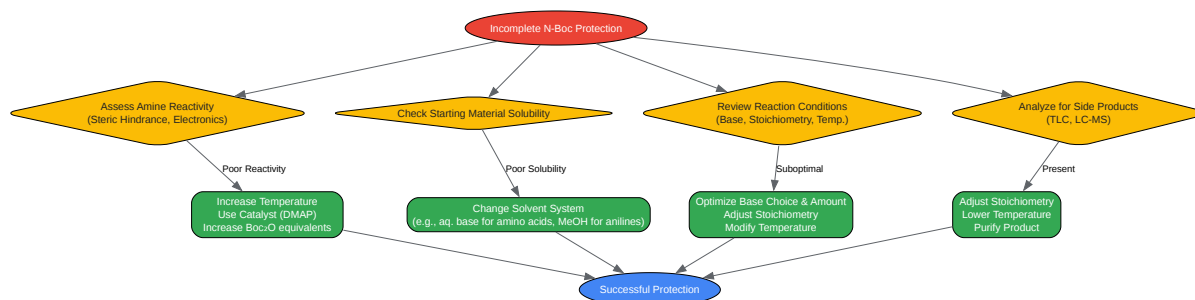 Incomplete N-Boc Protection
Assess Amine Reactivity
(Steric Hindrance, Electronics)
Check Starting Material Solubility
Review Reaction Conditions
(Base, Stoichiometry, Temp.)
Analyze for Side Products
(TLC, LC-MS)
Poor Reactivity
Poor Solubility
Suboptimal
Present
Increase Temperature
Use Catalyst (DMAP)
Increase Boc₂O equivalents
Change Solvent System
(e.g., aq. base for amino acids, MeOH for anilines)
Optimize Base Choice & Amount
Adjust Stoichiometry
Modify Temperature
Adjust Stoichiometry
Lower Temperature
Purify Product
Successful Protection